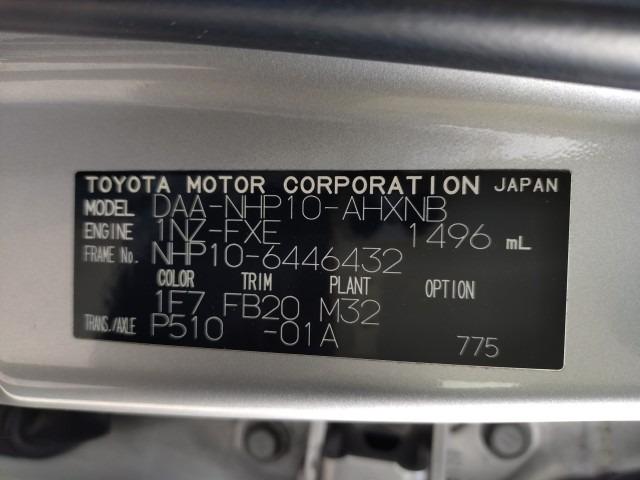 TOYOTA MOTOR CORPORATION JAPAN
MODEL DAA-NHP10-AHXNB
ENGINE 1NZ-FXE 1496 mL
FRAME No. NHP10-6446432
COLOR TRIM PLANT OPTION
1F7 FB20 M32
TRANS./AXLE P510 -01A
775